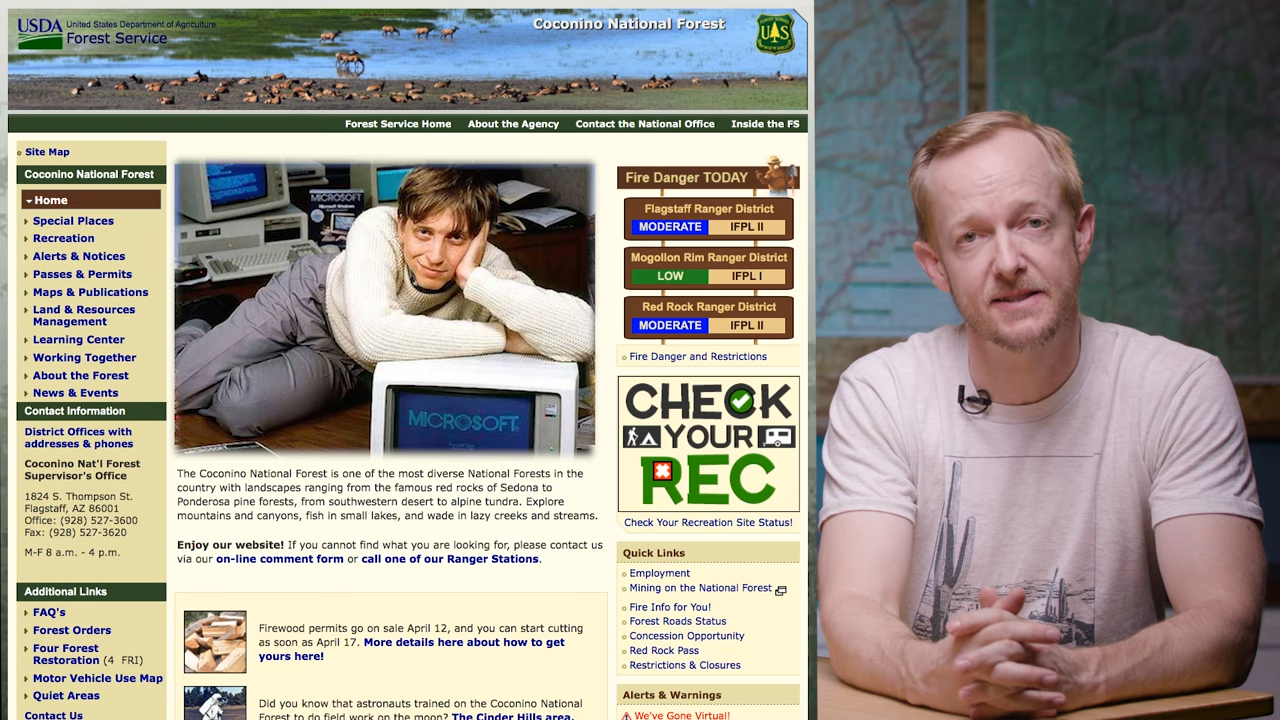 USDA
United States Department of Agriculture
Forest Service
Coconino National Forest
UAS
Forest Service Home
About the Agency
Contact the National Office
Inside the FS
Site Map
Coconino National Forest
Home
Special Places
Recreation
Alerts & Notices
Passes & Permits
Maps & Publications
Land & Resources
Management
Learning Center
Working Together
About the Forest
News & Events
Contact Information
District Offices with
addresses & phones
Coconino Nat'l Forest
Supervisor's Office
1824 S. Thompson St.
Flagstaff, AZ 86001
Office: (928) 527-3600
Fax: (928) 527-3620
M-F 8 a.m. - 4 p.m.
Additional Links
FAQ's
Forest Orders
Four Forest
Restoration (4 FRI)
Motor Vehicle Use Map
Quiet Areas
Contact Us
MICROSOFT
MICROSOFT
IBM
The Coconino National Forest is one of the most diverse National Forests in the
country with landscapes ranging from the famous red rocks of Sedona to
Ponderosa pine forests, from southwestern desert to alpine tundra. Explore
mountains and canyons, fish in small lakes, and wade in lazy creeks and streams.
Enjoy our website! If you cannot find what you are looking for, please contact us
via our on-line comment form or call one of our Ranger Stations.
Firewood permits go on sale April 12, and you can start cutting
as soon as April 17. More details here about how to get
yours here!
Did you know that astronauts trained on the Coconino National
Forest to do field work on the moon? The Cinder Hills area,
Fire Danger TODAY
Flagstaff Ranger District
MODERATE IFPL II
Mogollon Rim Ranger District
LOW IFPL I
Red Rock Ranger District
MODERATE IFPL II
Fire Danger and Restrictions
CHECK
YOUR
REC
Check Your Recreation Site Status!
Quick Links
Employment
Mining on the National Forest
Fire Info for You!
Forest Roads Status
Concession Opportunity
Red Rock Pass
Restrictions & Closures
Alerts & Warnings
We've Gone Virtual!